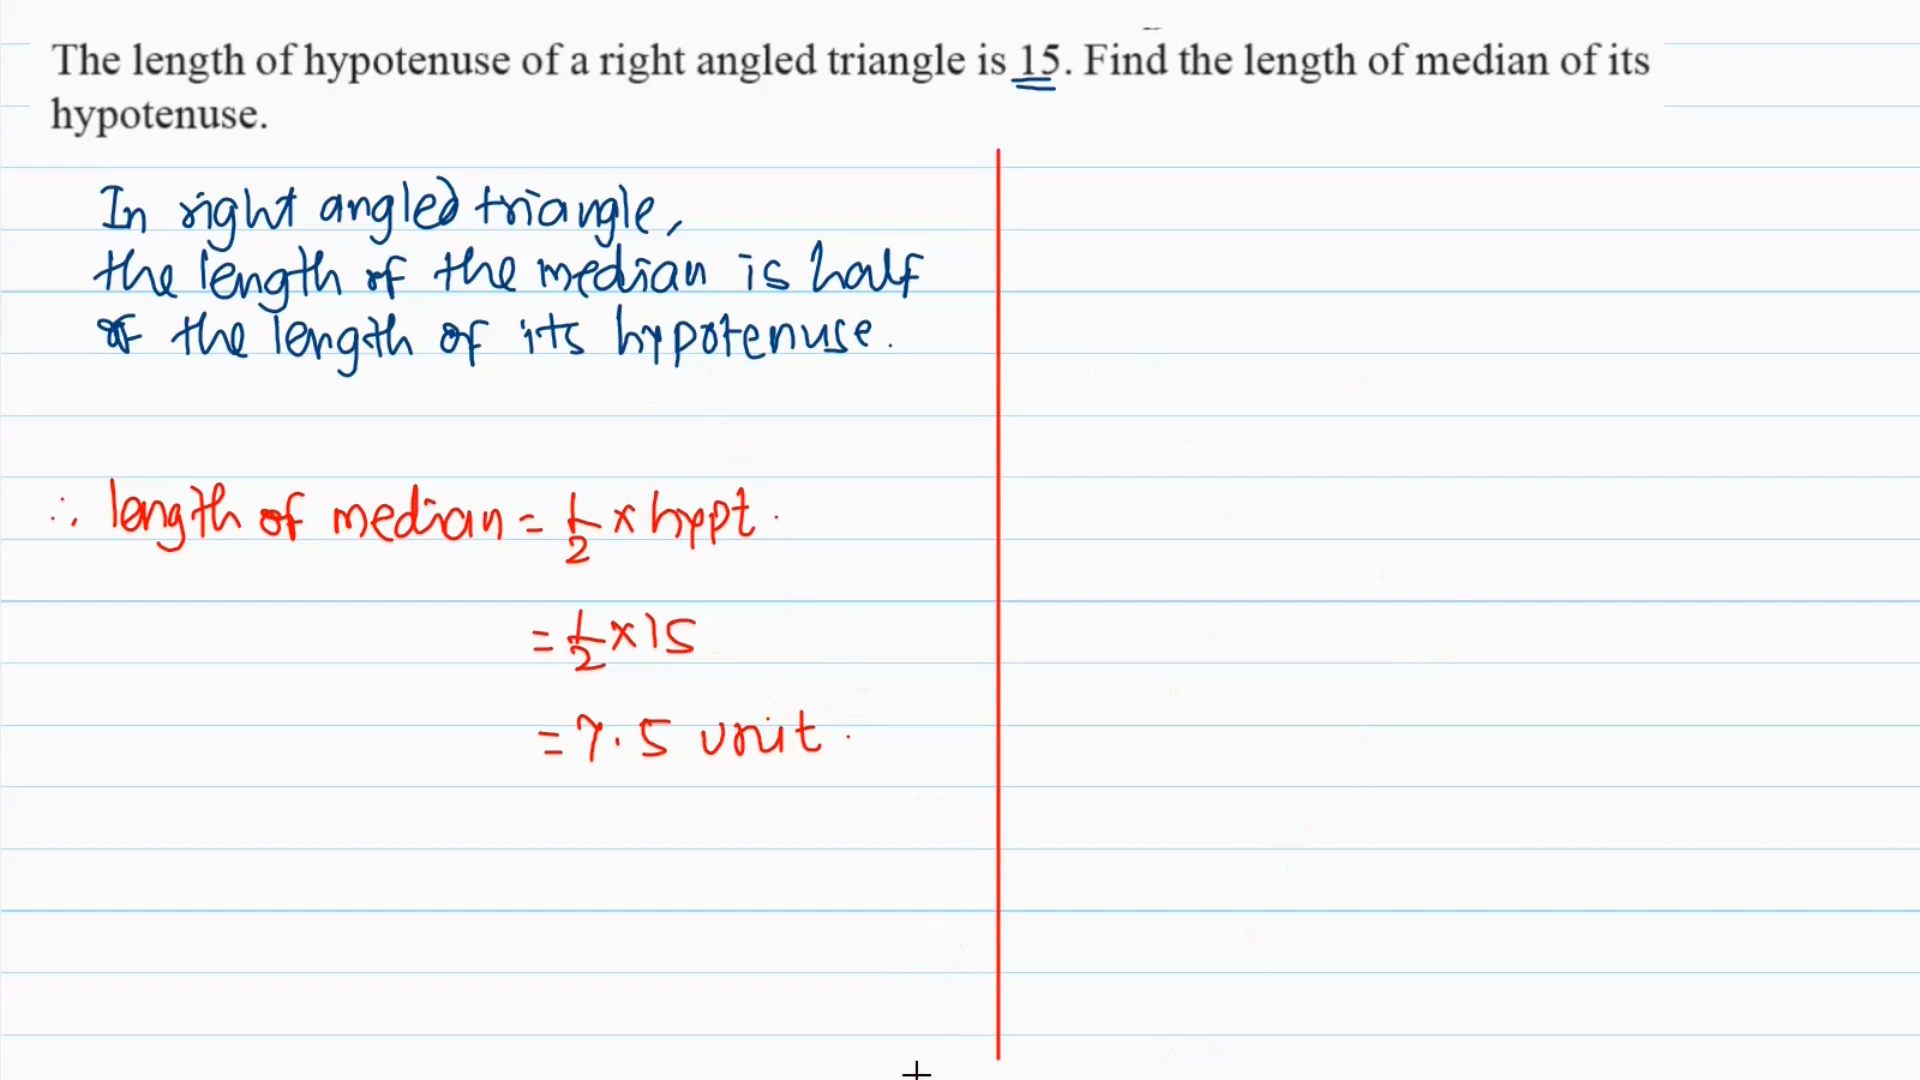 The length of hypotenuse of a right angled triangle is 15. Find the length of median of its
hypotenuse.
In right angled triangle,
the length of the median is half
of the length of its hypotenuse.
∴ length of median = 1/2 × hypt.
= 1/2 × 15
= 7.5 unit.